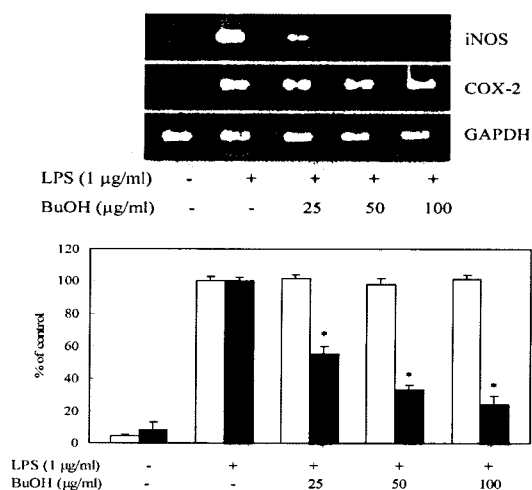 iNOS
COX-2
GAPDH
LPS (1 µg/ml) - + + + +
BuOH (µg/ml) - - 25 50 100
120
100
80
60
40
20
0
% of control
* * *
LPS (1 µg/ml) - + + + +
BuOH (µg/ml) - - 25 50 100